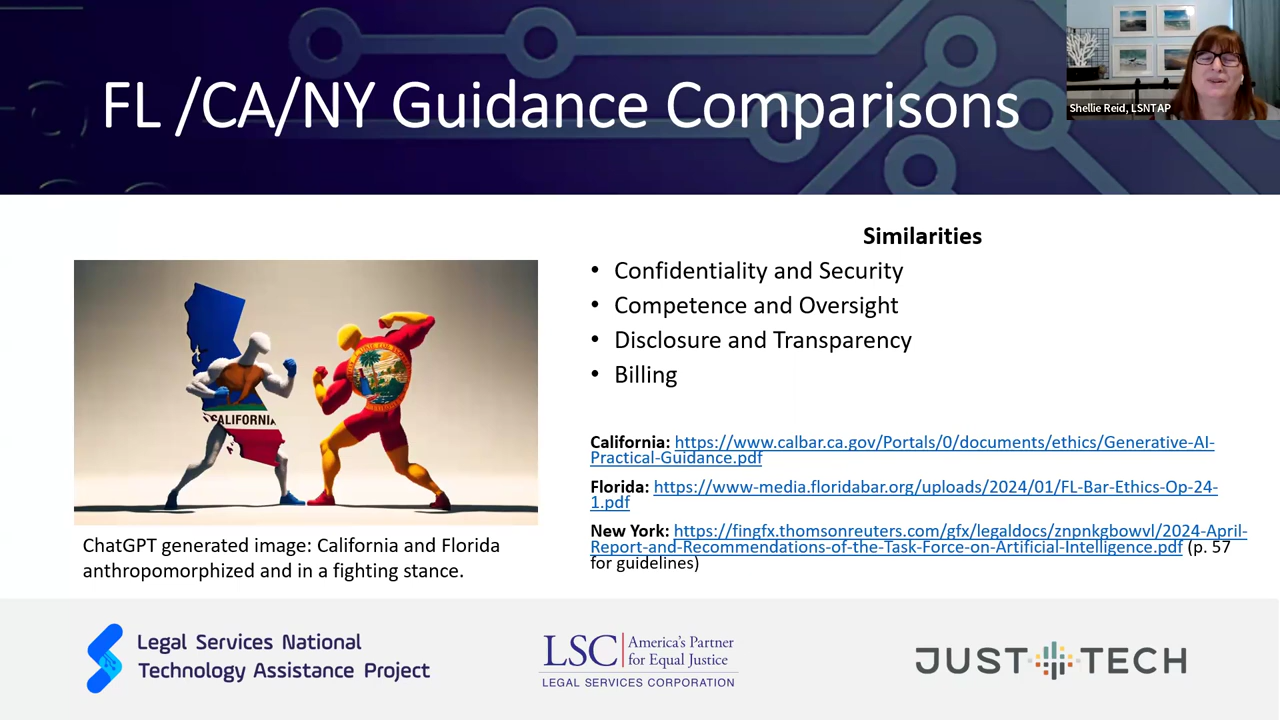 FL /CA/NY Guidance Comparisons
Shellie Reid, LSNTAP
CALIFORNIA
ChatGPT generated image: California and Florida
anthropomorphized and in a fighting stance.
Similarities
• Confidentiality and Security
• Competence and Oversight
• Disclosure and Transparency
• Billing
California: https://www.calbar.ca.gov/Portals/0/documents/ethics/Generative-AI-
Practical-Guidance.pdf
Florida: https://www-media.floridabar.org/uploads/2024/01/FL-Bar-Ethics-Op-24-
1.pdf
New York: https://fingfx.thomsonreuters.com/gfx/legaldocs/znpnkgbowvl/2024-April-
Report-and-Recommendations-of-the-Task-Force-on-Artificial-Intelligence.pdf (p. 57
for guidelines)
Legal Services National
Technology Assistance Project
LSC America's Partner
for Equal Justice
LEGAL SERVICES CORPORATION
JUST TECH